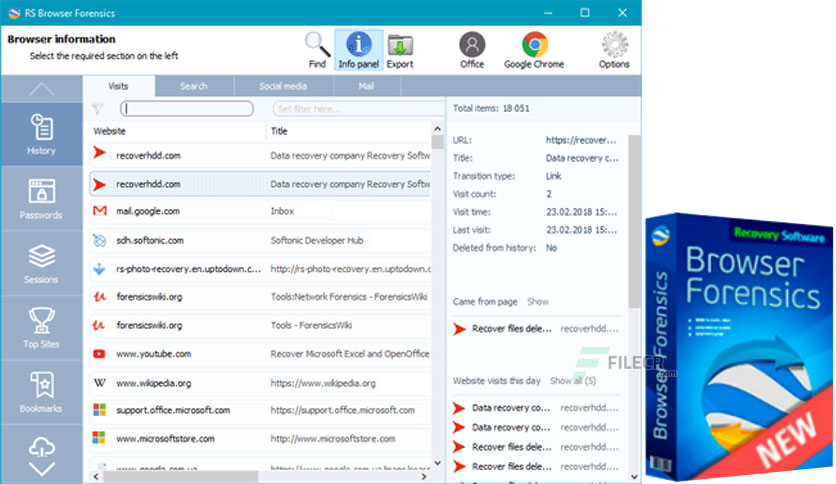 RS Browser Forensics
Browser information
Select the required section on the left
Find
Info panel
Export
Office
Google Chrome
Options
Visits
Search
Social media
Mail
Set filter here...
Website Title
recoverhdd.com Data recovery company Recovery Softw
recoverhdd.com Data recovery company Recovery Softw
mail.google.com Inbox
sdh.softonic.com Softonic Developer Hub
rs-photo-recovery.en.uptodown.c... http://rs-photo-recovery.en.uptodow
forensicswiki.org Tools:Network Forensics - ForensicsWiki
forensicswiki.org Tools - ForensicsWiki
www.youtube.com Recover Microsoft Excel and OpenOffice
www.wikipedia.org https://www.wikipedia.org/
support.office.microsoft.com https://support.office.microsoft.com/
www.microsoftstore.com http://www.microsoftstore.com/
www.google.com.ua
History
Passwords
Sessions
Top Sites
Bookmarks
Total items: 18 051
URL: https://recover...
Title: Data recovery c...
Transition type: Link
Visit count: 2
Visit time: 23.02.2018 15:...
Last visit: 23.02.2018 15:...
Deleted from history: No
Came from page Show
Recover files dele... recoverhdd....
Website visits this day Show all (5)
Data recovery co... recoverhdd....
Data recovery co... recoverhdd....
Recover files dele... recoverhdd....
Recover files dele... recoverhdd....
Recover files dele... recoverhdd....
FILECR
.com
Recovery Software
Browser
Forensics
Browser Forensics
NEW